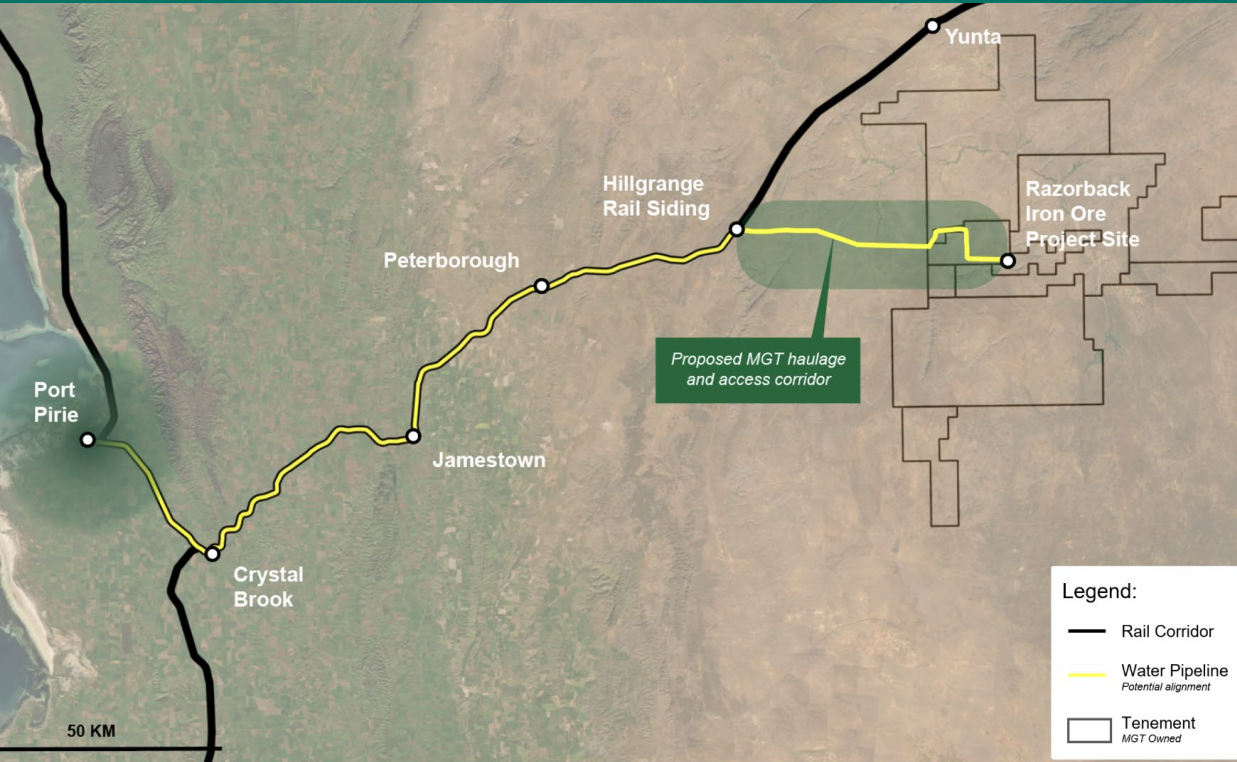 Yunta
Hillgrange
Rail Siding
Razorback
Iron Ore
Project Site
Peterborough
Proposed MGT haulage
and access corridor
Port
Pirie
Jamestown
Crystal
Brook
Legend:
Rail Corridor
Water Pipeline
Potential alignment
Tenement
MGT Owned
50 KM